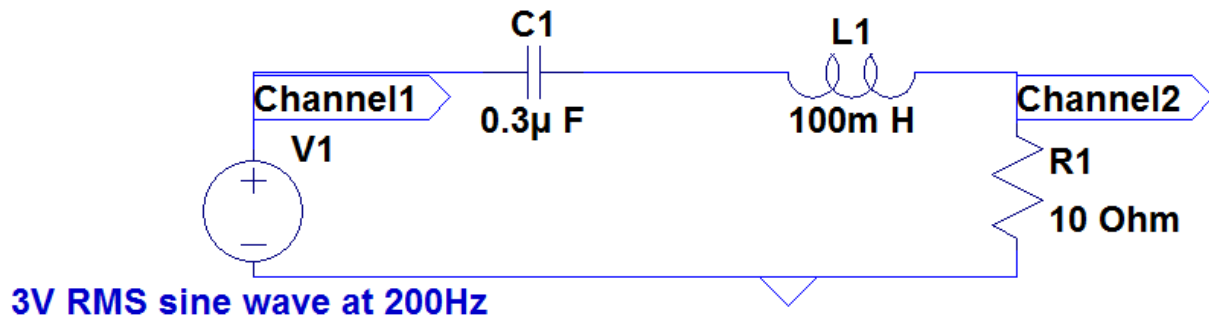 C1
L1
Channel1
0.3µ F
100m H
Channel2
V1
R1
10 Ohm
3V RMS sine wave at 200Hz